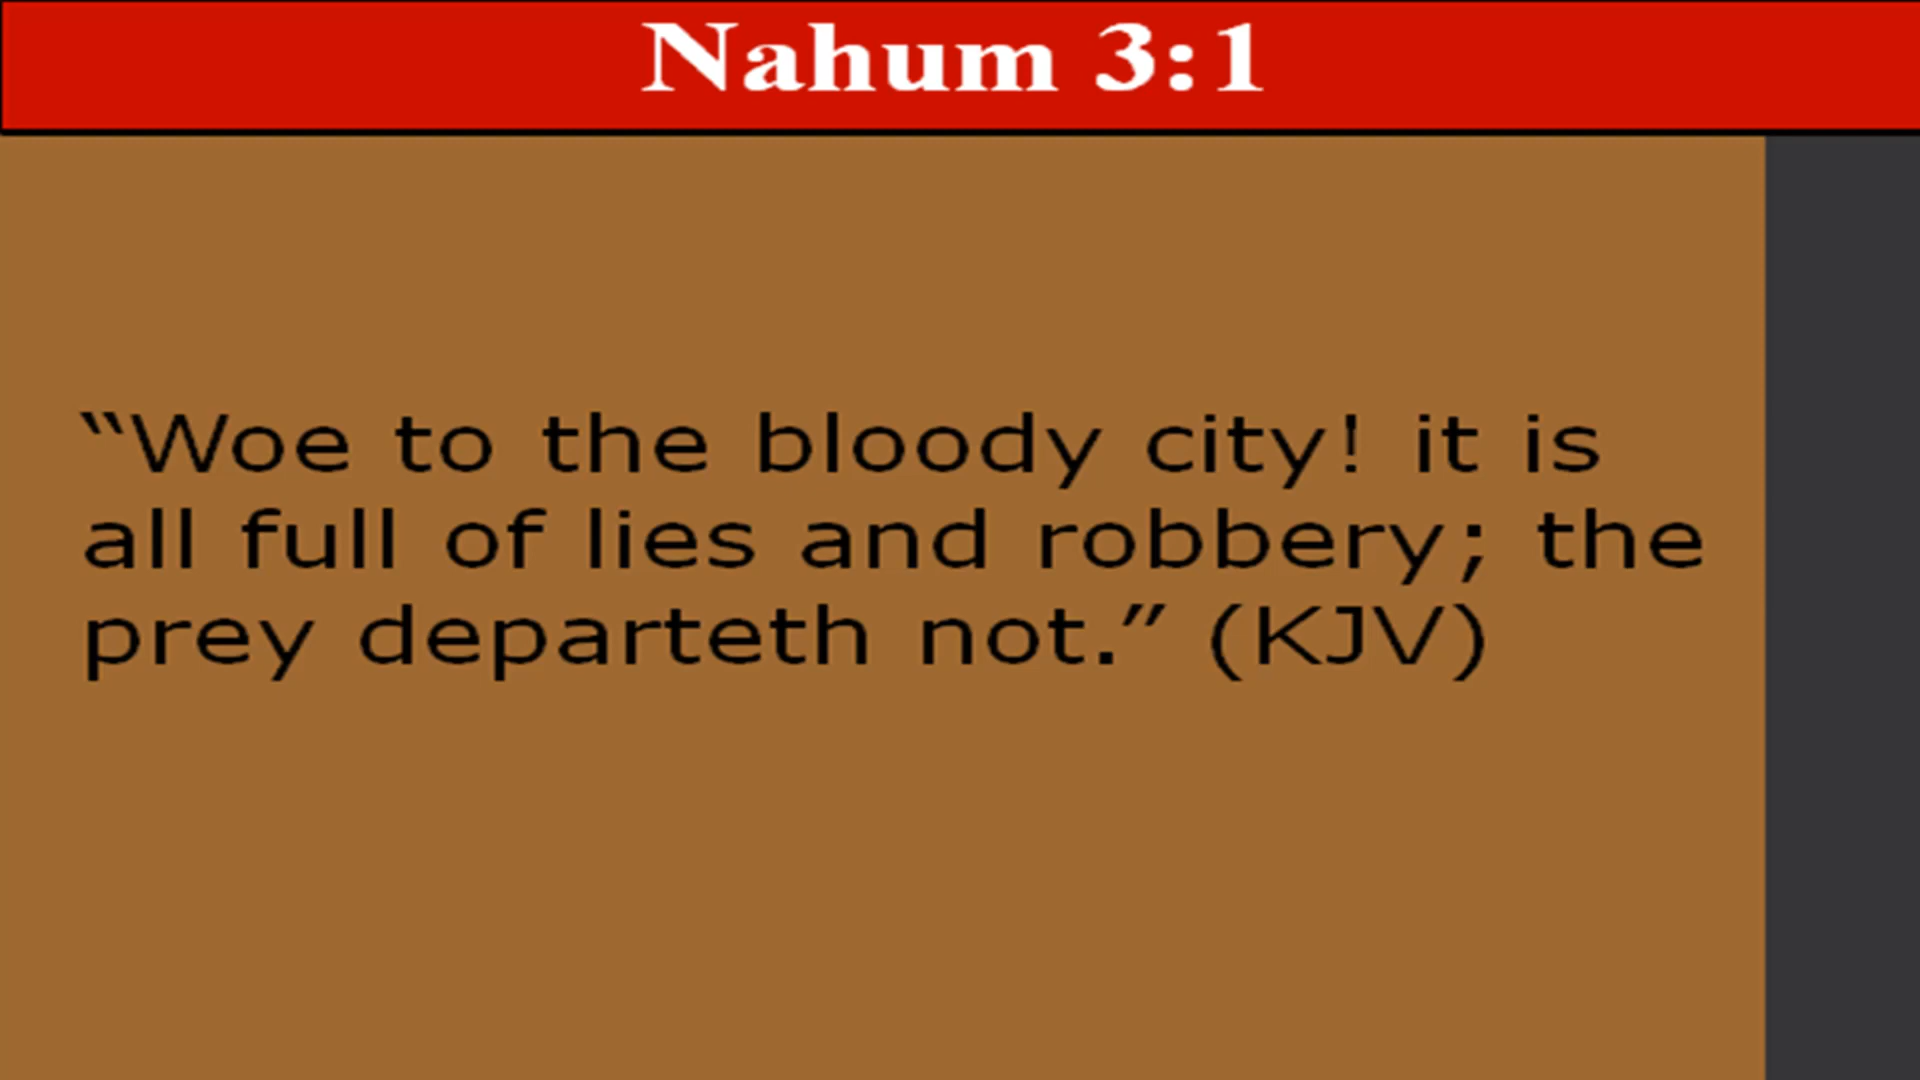 Nahum 3:1
“Woe to the bloody city! it is
all full of lies and robbery; the
prey departeth not.” (KJV)